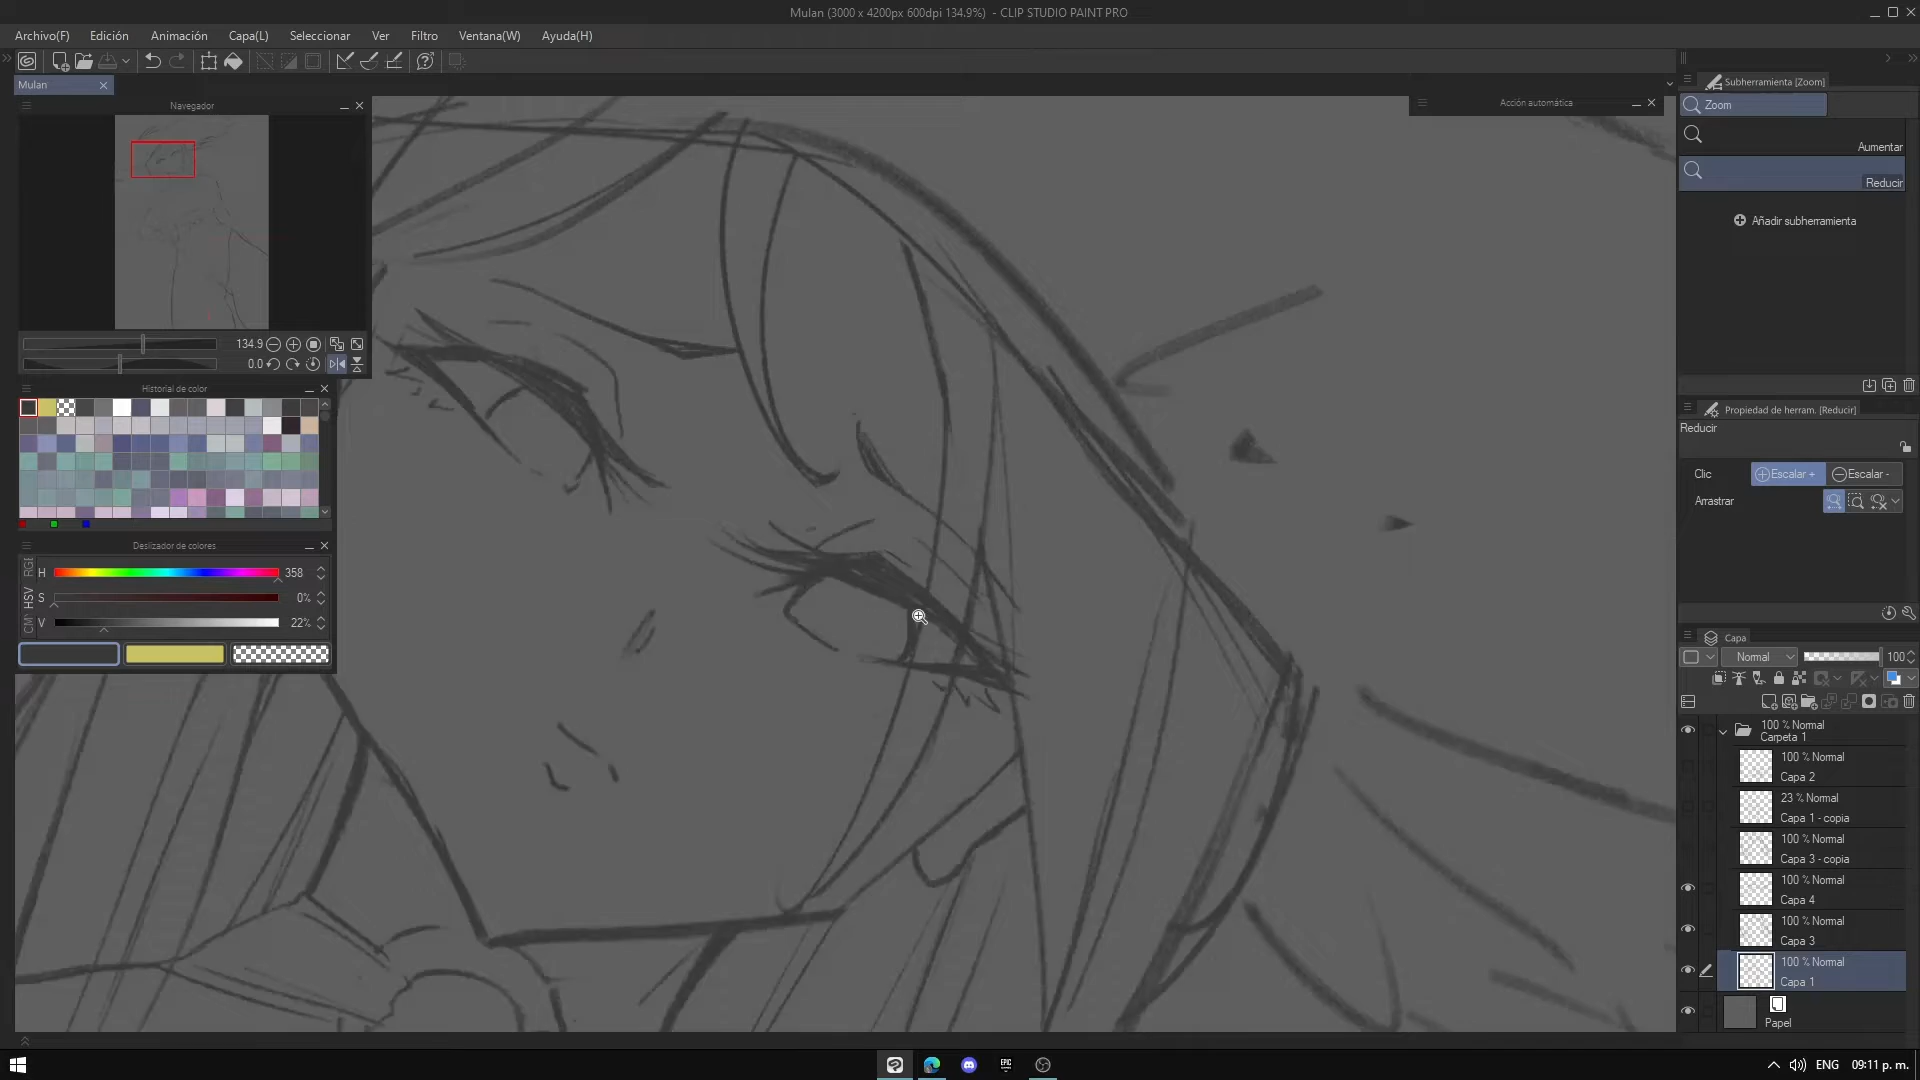 Mulan (3000 x 4200px 600dpi 134.9%) - CLIP STUDIO PAINT PRO
Archivo(F) Edición Animación Capa(L) Seleccionar Ver Filtro Ventana(W) Ayuda(H)
Mulan
Navegador
134.9
0.0
Historial de color
Deslizador de colores
RGB
HSV
CM
H 358
S 0%
V 22%
Acción automática
Subherramienta [Zoom]
Zoom
Aumentar
Reducir
Añadir subherramienta
Propiedad de herram. [Reducir]
Reducir
Clic Escalar + Escalar -
Arrastrar
Capa
Normal 100
100 % Normal
Carpeta 1
100 % Normal
Capa 2
23 % Normal
Capa 1 - copia
100 % Normal
Capa 3 - copia
100 % Normal
Capa 4
100 % Normal
Capa 3
100 % Normal
Capa 1
Papel
EPIC
ENG 09:11 p. m.